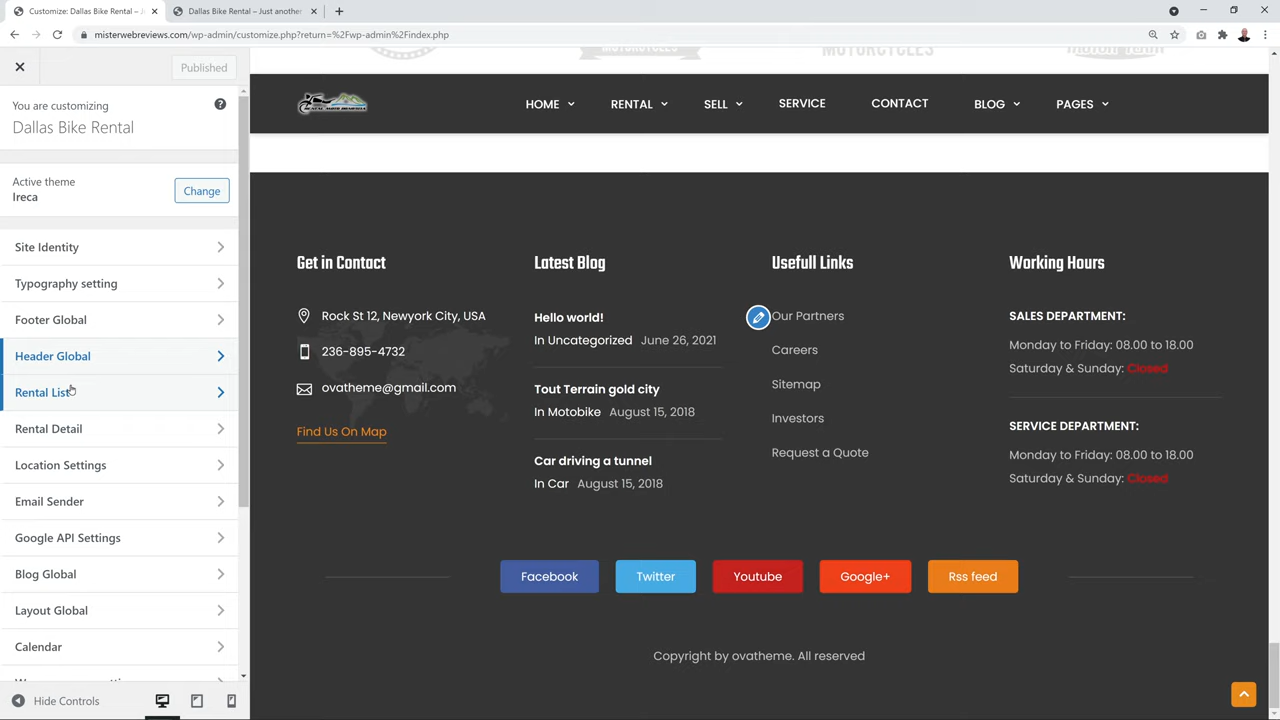 Customize: Dallas Bike Rental – J
Dallas Bike Rental – Just another
misterwebreviews.com/wp-admin/customize.php?return=%2Fwp-admin%2Findex.php
Published
You are customizing
Dallas Bike Rental
Active theme
Ireca
Change
Site Identity
Typography setting
Footer Global
Header Global
Rental List
Rental Detail
Location Settings
Email Sender
Google API Settings
Blog Global
Layout Global
Calendar
Hide Controls
MOTORCYCLES
MOTORCYCLES
HOME
RENTAL
SELL
SERVICE
CONTACT
BLOG
PAGES
Get in Contact
Rock St 12, Newyork City, USA
236-895-4732
ovatheme@gmail.com
Find Us On Map
Latest Blog
Hello world!
In Uncategorized June 26, 2021
Tout Terrain gold city
In Motobike August 15, 2018
Car driving a tunnel
In Car August 15, 2018
Usefull Links
Our Partners
Careers
Sitemap
Investors
Request a Quote
Working Hours
SALES DEPARTMENT:
Monday to Friday: 08.00 to 18.00
Saturday & Sunday: Closed
SERVICE DEPARTMENT:
Monday to Friday: 08.00 to 18.00
Saturday & Sunday: Closed
Facebook
Twitter
Youtube
Google+
Rss feed
Copyright by ovatheme. All reserved